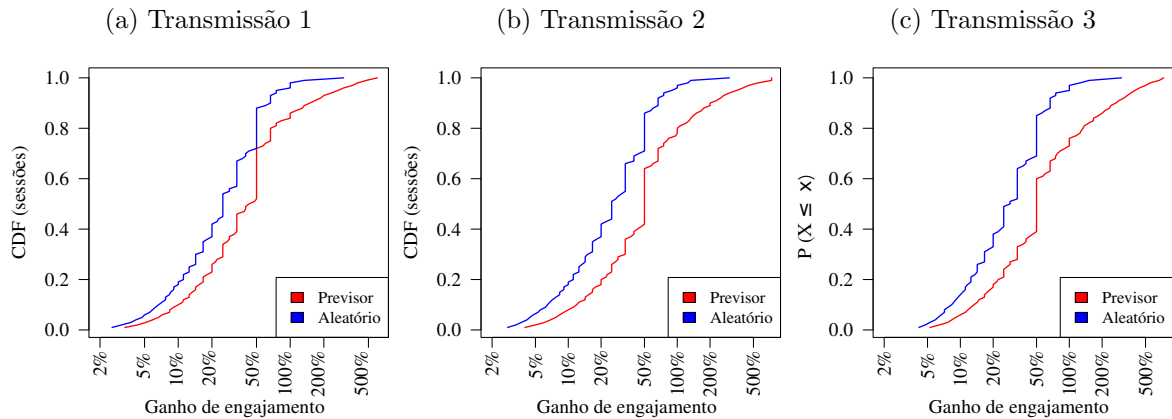 (a) Transmissão 1
CDF (sessões)
1.0
0.8
0.6
0.4
0.2
0.0
Previsor
Aleatório
2%
5%
10%
20%
50%
100%
200%
500%
Ganho de engajamento
(b) Transmissão 2
CDF (sessões)
1.0
0.8
0.6
0.4
0.2
0.0
Previsor
Aleatório
2%
5%
10%
20%
50%
100%
200%
500%
Ganho de engajamento
(c) Transmissão 3
P (X ≤ x)
1.0
0.8
0.6
0.4
0.2
0.0
Previsor
Aleatório
2%
5%
10%
20%
50%
100%
200%
500%
Ganho de engajamento